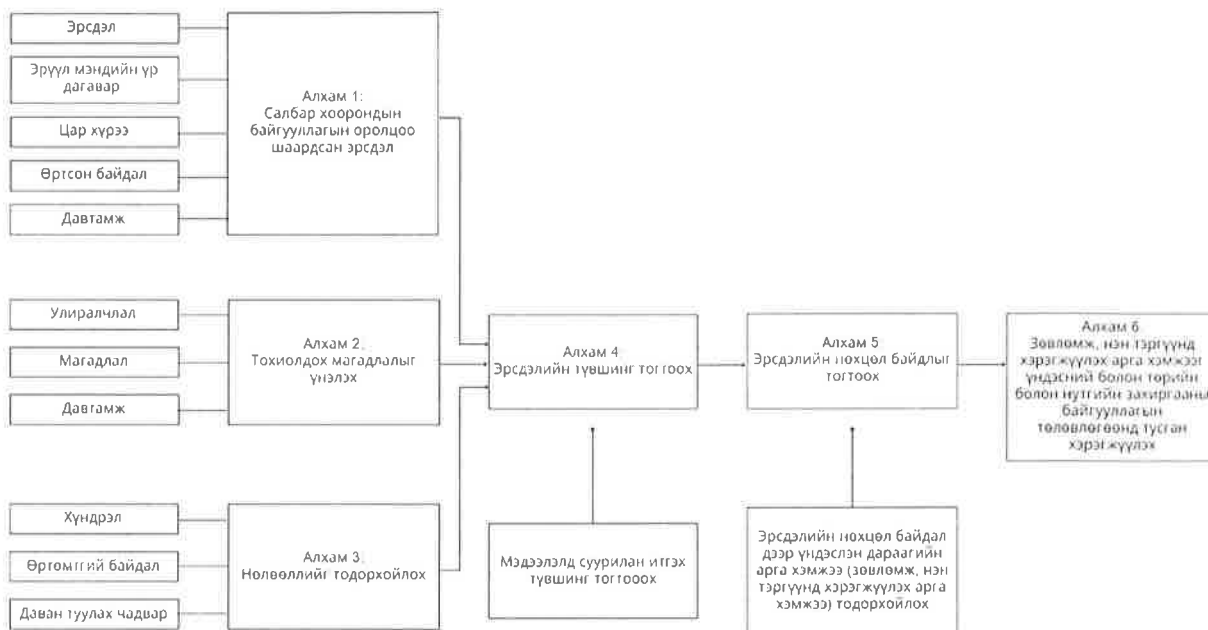 Эрсдэл
Эрүүл мэндийн үр
дагавар
Цар хүрээ
Өртсөн байдал
Давтамж
Алхам 1:
Салбар хоорондын
байгууллагын оролцоо
шаардсан эрсдэл
Улиралчлал
Магадлал
Давтамж
Алхам 2.
Тохиолдох магадлалыг
үнэлэх
Хүндрэл
Өртөмтгий байдал
Даван туулах чадвар
Алхам 3.
Нөлөөллийг тодорхойлох
Алхам 4
Эрсдэлийн түвшинг тогтоох
Мэдээлэлд суурилан итгэх
түвшинг тогтооох
Алхам 5
Эрсдэлийн нөхцөл байдлыг
тогтоох
Эрсдэлийн нөхцөл байдал
дээр үндэслэн дараагийн
арга хэмжээ (зөвлөмж, нэн
тэргүүнд хэрэгжүүлэх арга
хэмжээ) тодорхойлох
Алхам 6
Зөвлөмж, нэн тэргүүнд
хэрэгжүүлэх арга хэмжээг
үндэсний болон төрийн
болон нутгийн захиргааны
байгууллагын
төлөвлөгөөнд тусган
хэрэгжүүлэх